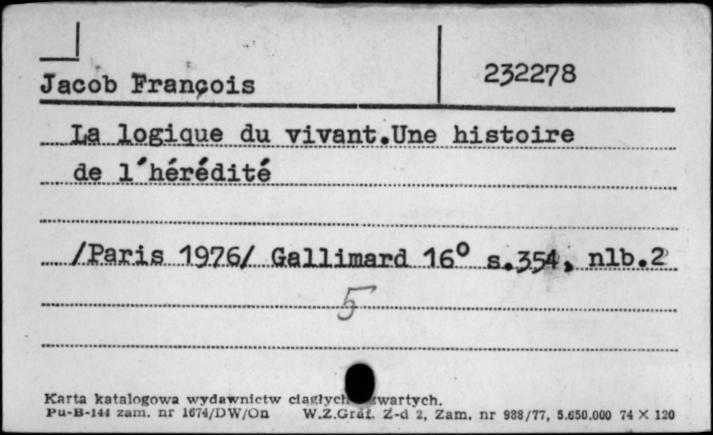 Jacob François 232278
La logique du vivant.Une histoire
de l'hérédité
/Paris 1976/ Gallimard 16° s.354, nlb.2
5
Karta katalogowa wydawnictw ciągłych zwartych.
Pu-B-144 zam. nr 1674/DW/On W.Z.Graf. Z-d 2, Zam. nr 988/77, 5.650.000 74 X 120